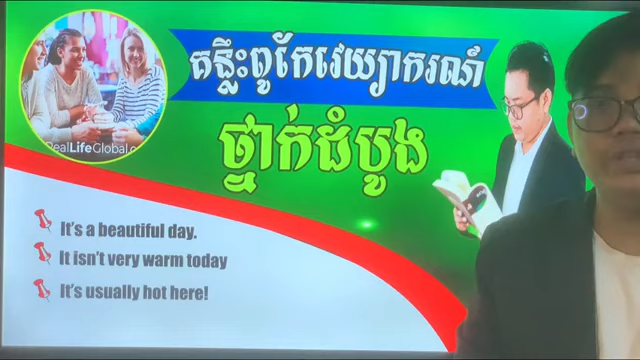 គន្លឹះពូកែវេយ្យាករណ៍
ថ្នាក់ដំបូង
RealLifeGlobal.c
It's a beautiful day.
It isn't very warm today
It's usually hot here!